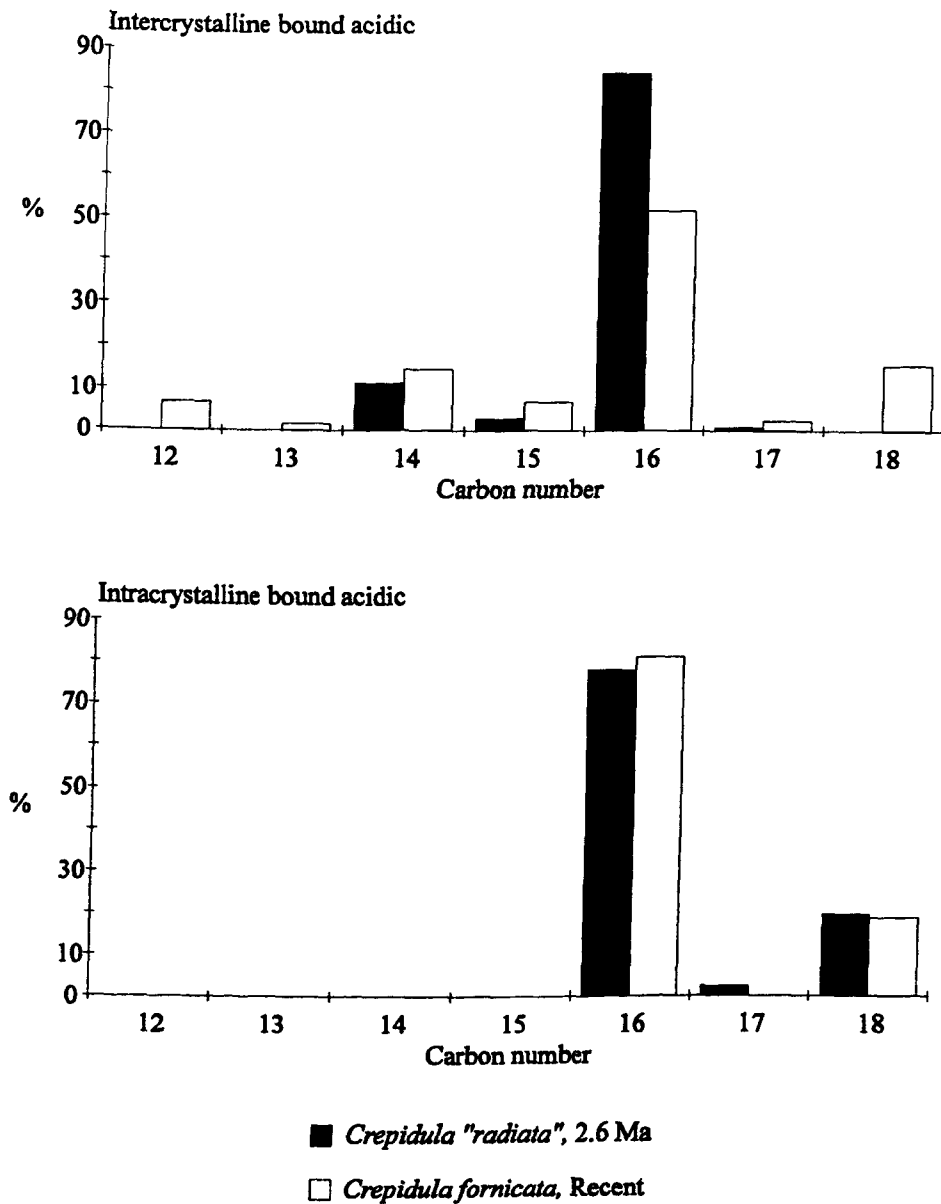 Intercrystalline bound acidic
90
70
%
50
30
10
0
12 13 14 15 16 17 18
Carbon number
Intracrystalline bound acidic
90
70
50
%
30
10
0
12 13 14 15 16 17 18
Carbon number
Crepidula "radiata", 2.6 Ma
Crepidula fornicata, Recent